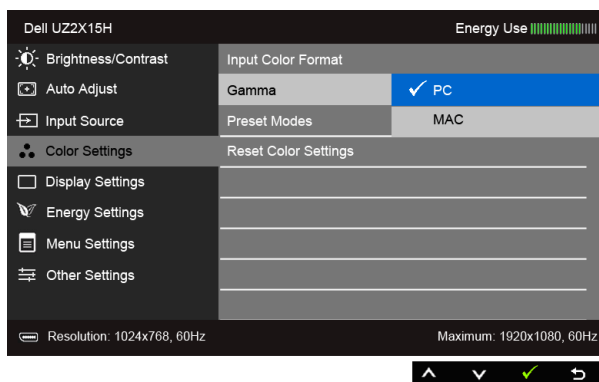 Dell UZ2X15H Energy Use
Brightness/Contrast Input Color Format
Auto Adjust Gamma PC
Input Source Preset Modes MAC
Color Settings Reset Color Settings
Display Settings
Energy Settings
Menu Settings
Other Settings
Resolution: 1024x768, 60Hz Maximum: 1920x1080, 60Hz